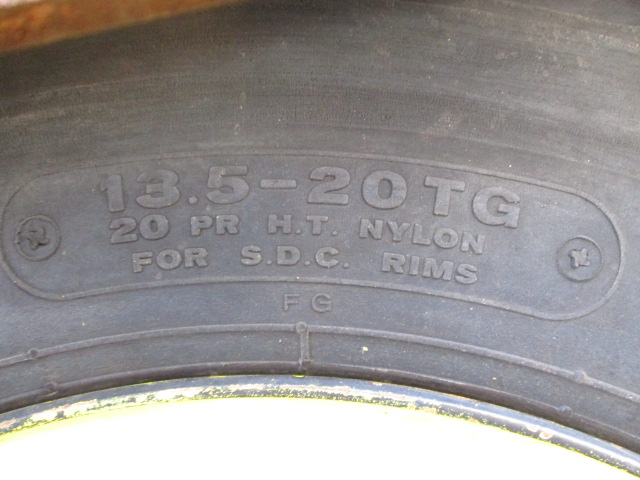 13.5-20TG
20 PR H.T. NYLON
FOR S.D.C. RIMS
FG